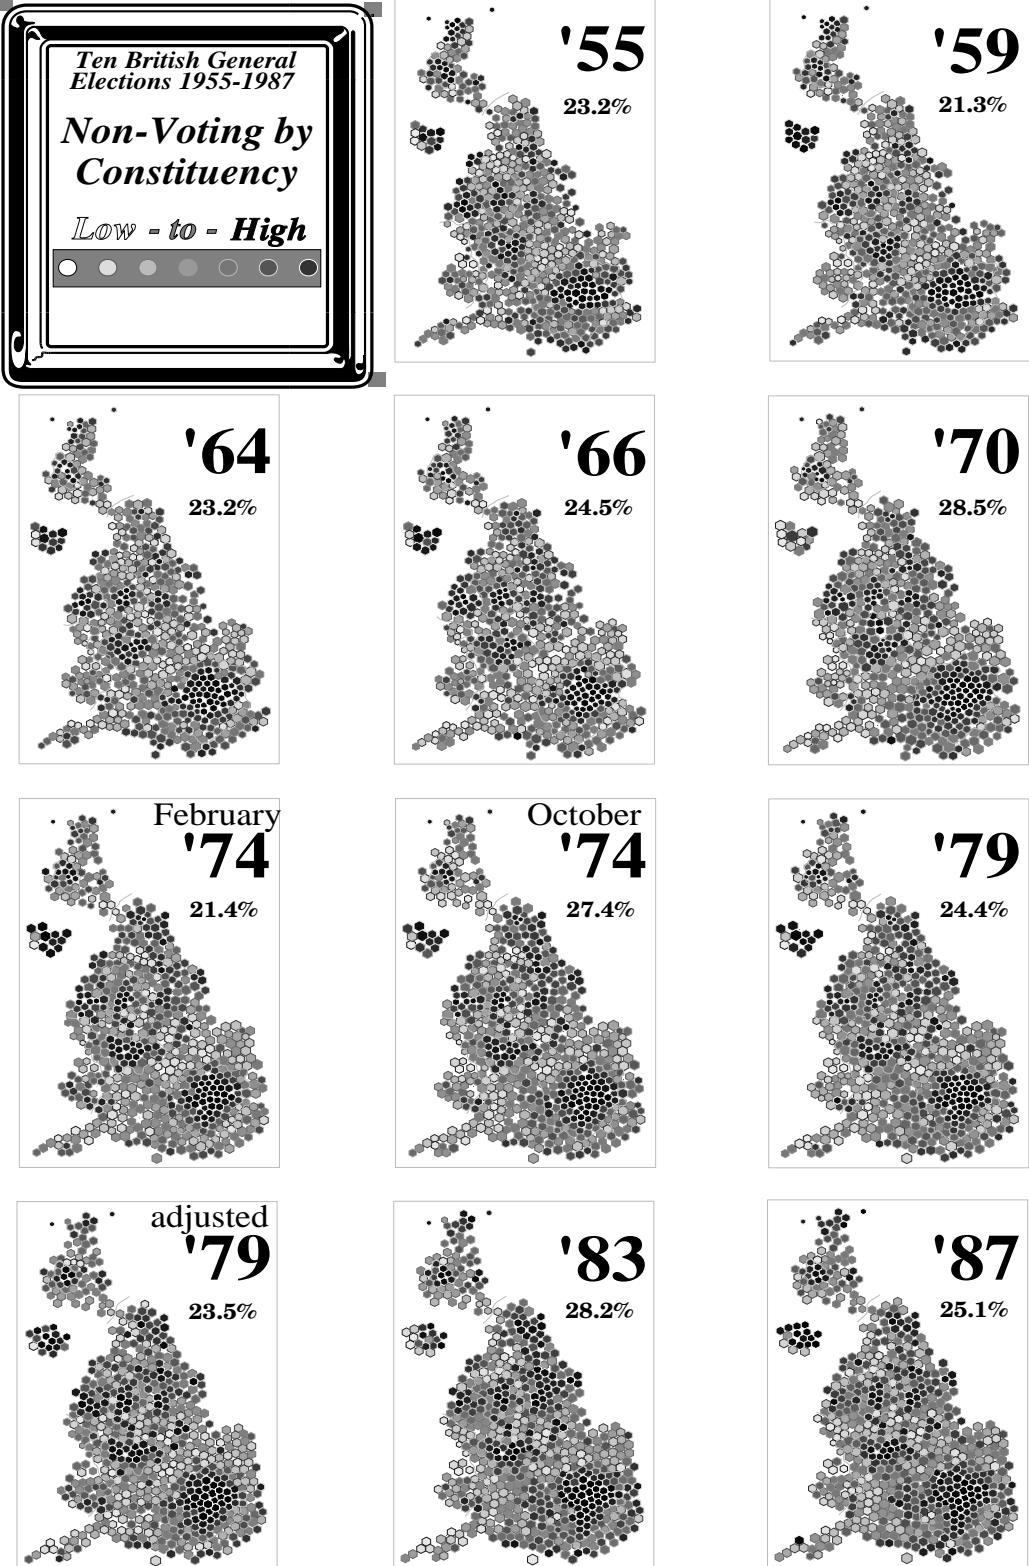 Ten British General
Elections 1955-1987
Non-Voting by
Constituency
Low - to - High
'55
23.2%
'59
21.3%
'64
23.2%
'66
24.5%
'70
28.5%
February
'74
21.4%
October
'74
27.4%
'79
24.4%
adjusted
'79
23.5%
'83
28.2%
'87
25.1%